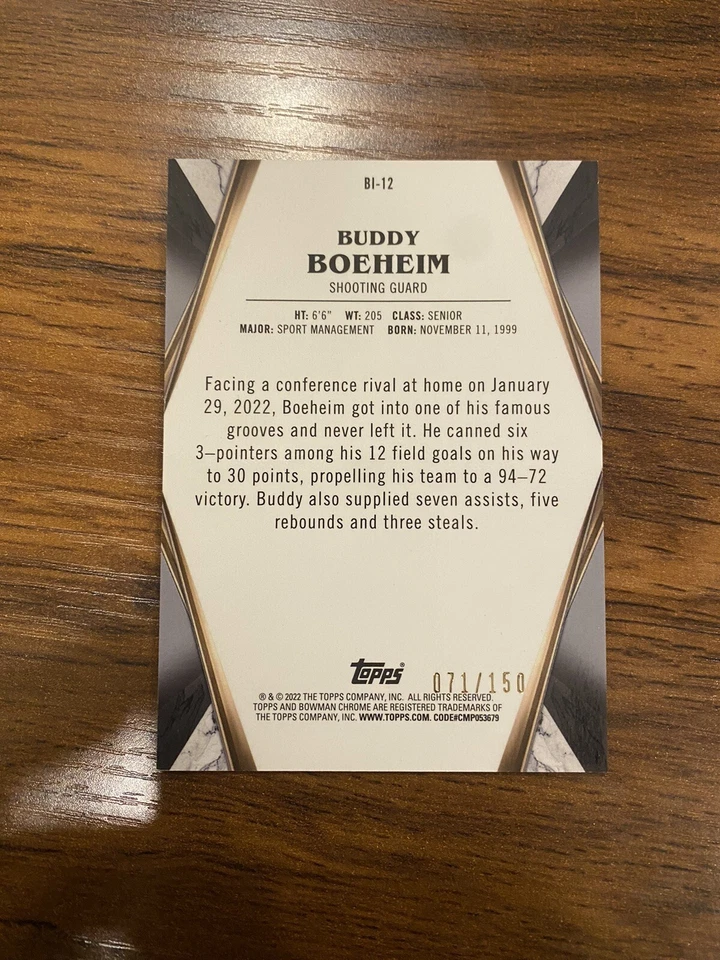 BI-12
BUDDY
BOEHEIM
SHOOTING GUARD
HT: 6'6" WT: 205 CLASS: SENIOR
MAJOR: SPORT MANAGEMENT BORN: NOVEMBER 11, 1999
Facing a conference rival at home on January
29, 2022, Boeheim got into one of his famous
grooves and never left it. He canned six
3–pointers among his 12 field goals on his way
to 30 points, propelling his team to a 94–72
victory. Buddy also supplied seven assists, five
rebounds and three steals.
topps®
071/150
® & © 2022 THE TOPPS COMPANY, INC. ALL RIGHTS RESERVED.
TOPPS AND BOWMAN CHROME ARE REGISTERED TRADEMARKS OF
THE TOPPS COMPANY, INC. WWW.TOPPS.COM. CODE#CMP053679